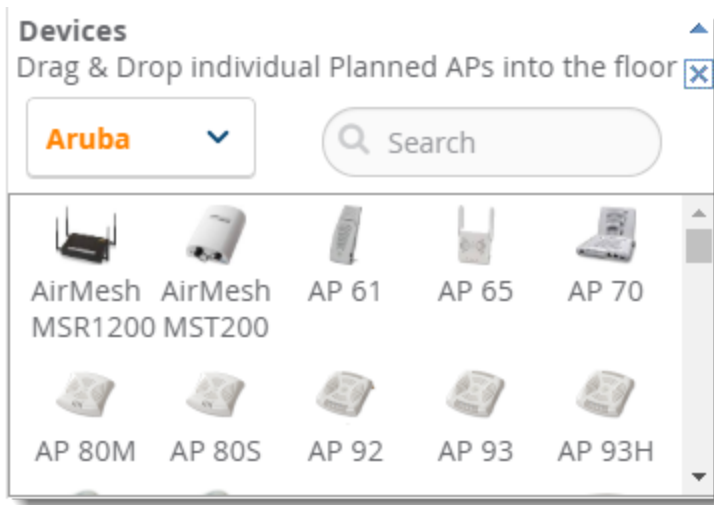 Devices
Drag & Drop individual Planned APs into the floor
Aruba
Search
AirMesh AirMesh AP 61 AP 65 AP 70
MSR1200 MST200
AP 80M AP 80S AP 92 AP 93 AP 93H